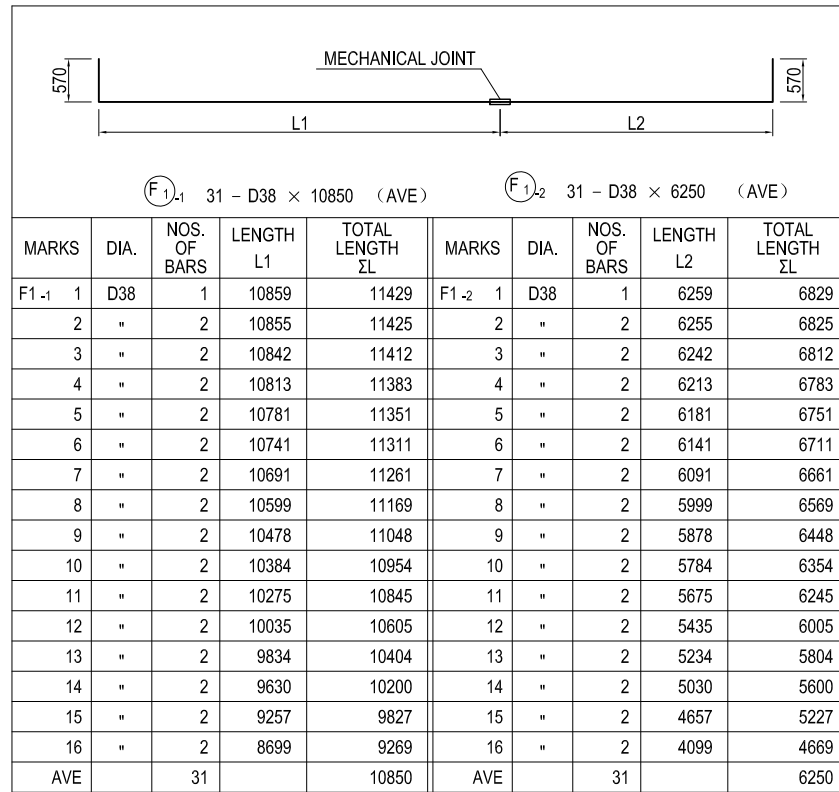 MECHANICAL JOINT
570
570
L1
L2
F 1 -1 31 – D38 × 10850 (AVE)
F 1 -2 31 – D38 × 6250 (AVE)
MARKS DIA. NOS. OF BARS LENGTH L1 TOTAL LENGTH ΣL MARKS DIA. NOS. OF BARS LENGTH L2 TOTAL LENGTH ΣL
F1 -1 1 D38 1 10859 11429 F1 -2 1 D38 1 6259 6829
2 " 2 10855 11425 2 " 2 6255 6825
3 " 2 10842 11412 3 " 2 6242 6812
4 " 2 10813 11383 4 " 2 6213 6783
5 " 2 10781 11351 5 " 2 6181 6751
6 " 2 10741 11311 6 " 2 6141 6711
7 " 2 10691 11261 7 " 2 6091 6661
8 " 2 10599 11169 8 " 2 5999 6569
9 " 2 10478 11048 9 " 2 5878 6448
10 " 2 10384 10954 10 " 2 5784 6354
11 " 2 10275 10845 11 " 2 5675 6245
12 " 2 10035 10605 12 " 2 5435 6005
13 " 2 9834 10404 13 " 2 5234 5804
14 " 2 9630 10200 14 " 2 5030 5600
15 " 2 9257 9827 15 " 2 4657 5227
16 " 2 8699 9269 16 " 2 4099 4669
AVE 31 10850 AVE 31 6250